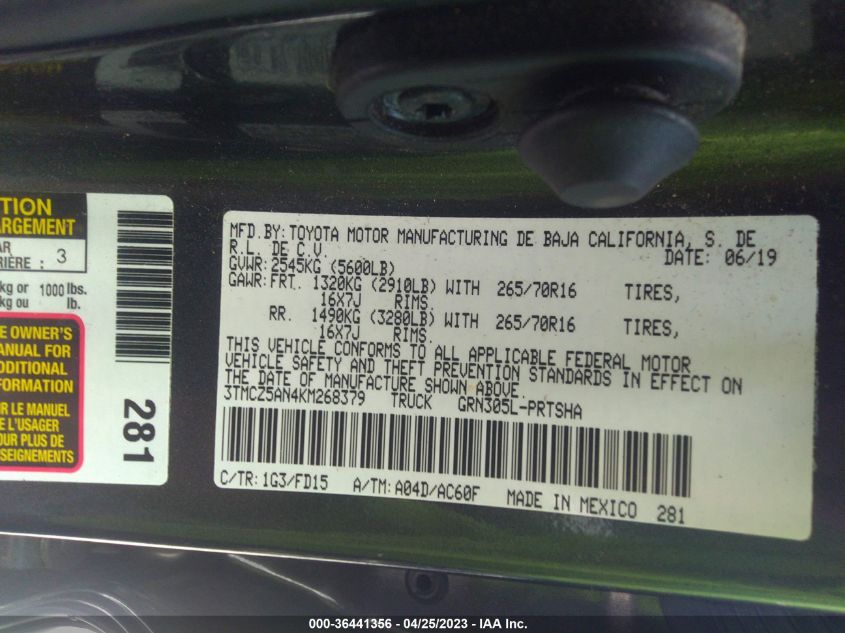 TION
ARGEMENT
AR
RIÈRE : 3
kg or 1000 lbs.
kg ou lb.
E OWNER'S
ANUAL FOR
DDITIONAL
FORMATION
R LE MANUEL
OUR PLUS DE
SEIGNEMENTS
281
MFD. BY: TOYOTA MOTOR MANUFACTURING DE BAJA CALIFORNIA, S. DE
R.L. DE C.V. DATE: 06/19
GVWR: 2545KG (5600LB)
GAWR: FRT. 1320KG (2910LB) WITH 265/70R16 TIRES,
16X7J RIMS.
RR. 1490KG (3280LB) WITH 265/70R16 TIRES,
16X7J RIMS.
THIS VEHICLE CONFORMS TO ALL APPLICABLE FEDERAL MOTOR
VEHICLE SAFETY AND THEFT PREVENTION STANDARDS IN EFFECT ON
THE DATE OF MANUFACTURE SHOWN ABOVE.
3TMCZ5AN4KM268379 TRUCK GRN305L-PRTSHA
C/TR: 1G3/FD15 A/TM: A04D/AC60F MADE IN MEXICO 281
000-36441356 - 04/25/2023 - IAA Inc.